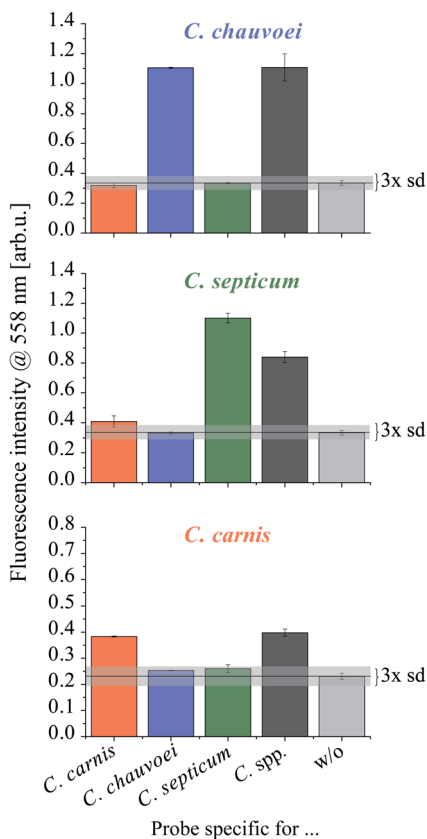 Fluorescence intensity @ 558 nm [arb.u.]
C. chauvoei
1.4
1.2
1.0
0.8
0.6
0.4
0.2
0.0
3x sd
C. septicum
1.4
1.2
1.0
0.8
0.6
0.4
0.2
0.0
3x sd
C. carnis
0.8
0.7
0.6
0.5
0.4
0.3
0.2
0.1
0.0
3x sd
C. carnis
C. chauvoei
C. septicum
C. spp.
w/o
Probe specific for ...